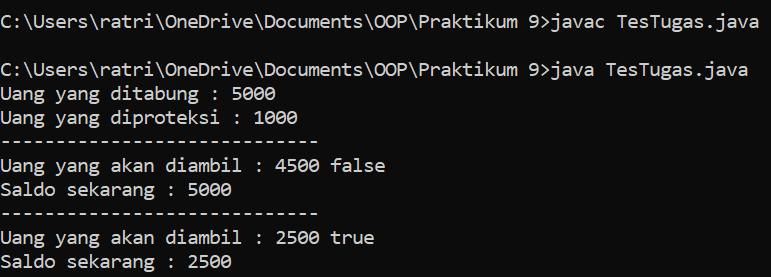 C:\Users\ratri\OneDrive\Documents\OOP\Praktikum 9>javac TesTugas.java
C:\Users\ratri\OneDrive\Documents\OOP\Praktikum 9>java TesTugas.java
Uang yang ditabung : 5000
Uang yang diproteksi : 1000
-----------------------------
Uang yang akan diambil : 4500 false
Saldo sekarang : 5000
-----------------------------
Uang yang akan diambil : 2500 true
Saldo sekarang : 2500